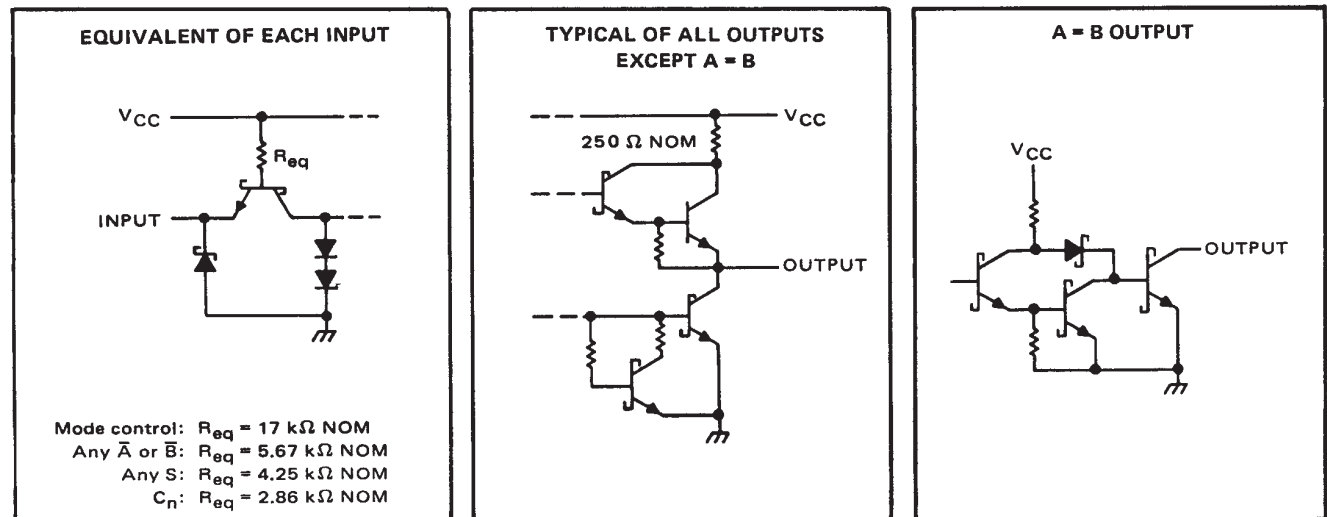 EQUIVALENT OF EACH INPUT
VCC
Req
INPUT
Mode control: Req = 17 kΩ NOM
Any A̅ or B̅: Req = 5.67 kΩ NOM
Any S: Req = 4.25 kΩ NOM
Cn: Req = 2.86 kΩ NOM
TYPICAL OF ALL OUTPUTS
EXCEPT A = B
VCC
250 Ω NOM
OUTPUT
A = B OUTPUT
VCC
OUTPUT